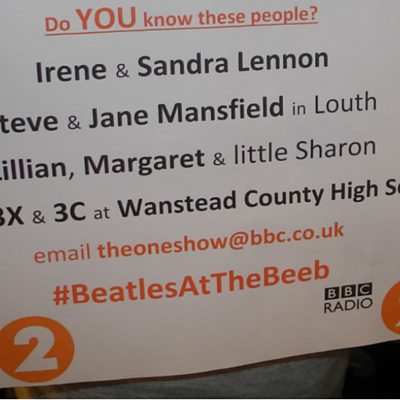 Do YOU know these people?
Irene & Sandra Lennon
teve & Jane Mansfield in Louth
illian, Margaret & little Sharon
3X & 3C at Wanstead County High Sc
email theoneshow@bbc.co.uk
#BeatlesAtTheBeeb
BBC
RADIO
2